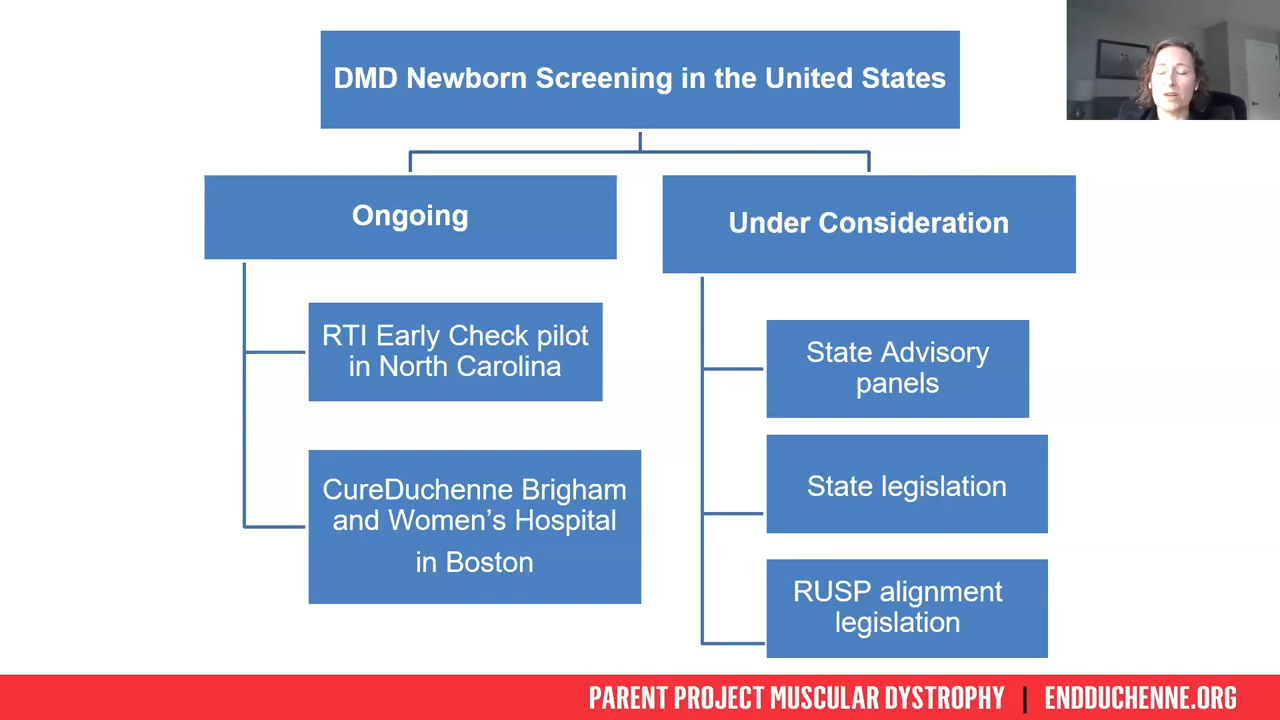 DMD Newborn Screening in the United States
Ongoing
RTI Early Check pilot
in North Carolina
CureDuchenne Brigham
and Women's Hospital
in Boston
Under Consideration
State Advisory
panels
State legislation
RUSP alignment
legislation
PARENT PROJECT MUSCULAR DYSTROPHY | ENDDUCHENNE.ORG